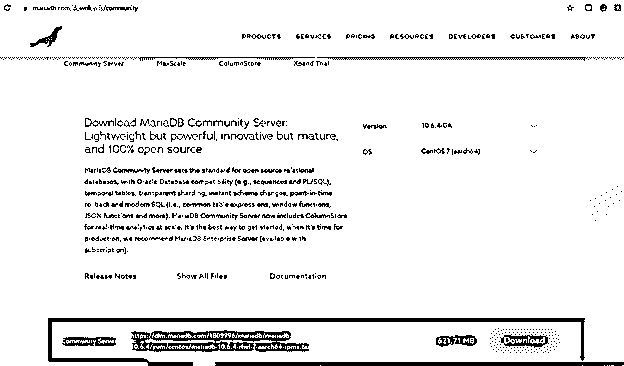 mariadb.com/downloads/community
PRODUCTS SERVICES PRICING RESOURCES DEVELOPERS CUSTOMERS ABOUT
Community Server MaxScale ColumnStore Xpand Trial
Download MariaDB Community Server:
Lightweight but powerful, innovative but mature,
and 100% open source
Version 10.6.4-GA
OS CentOS 7 (aarch64)
MariaDB Community Server sets the standard for open source relational
databases, with Oracle Database compatibility (e.g., sequences and PL/SQL),
temporal tables, transparent sharding, instant schema changes, point-in-time
rollback and modern SQL (i.e., common table expressions, window functions,
JSON functions and more). MariaDB Community Server now includes ColumnStore
for real-time analytics at scale. It's the best way to get started, when it's time for
production, we recommend MariaDB Enterprise Server (available with
subscription).
Release Notes Show All Files Documentation
Community Server
https://dlm.mariadb.com/1809996/mariadb/mariadb-
10.6.4/yum/centos/mariadb-10.6.4-rhel-7-aarch64-rpms.tar
621.71 MB Download